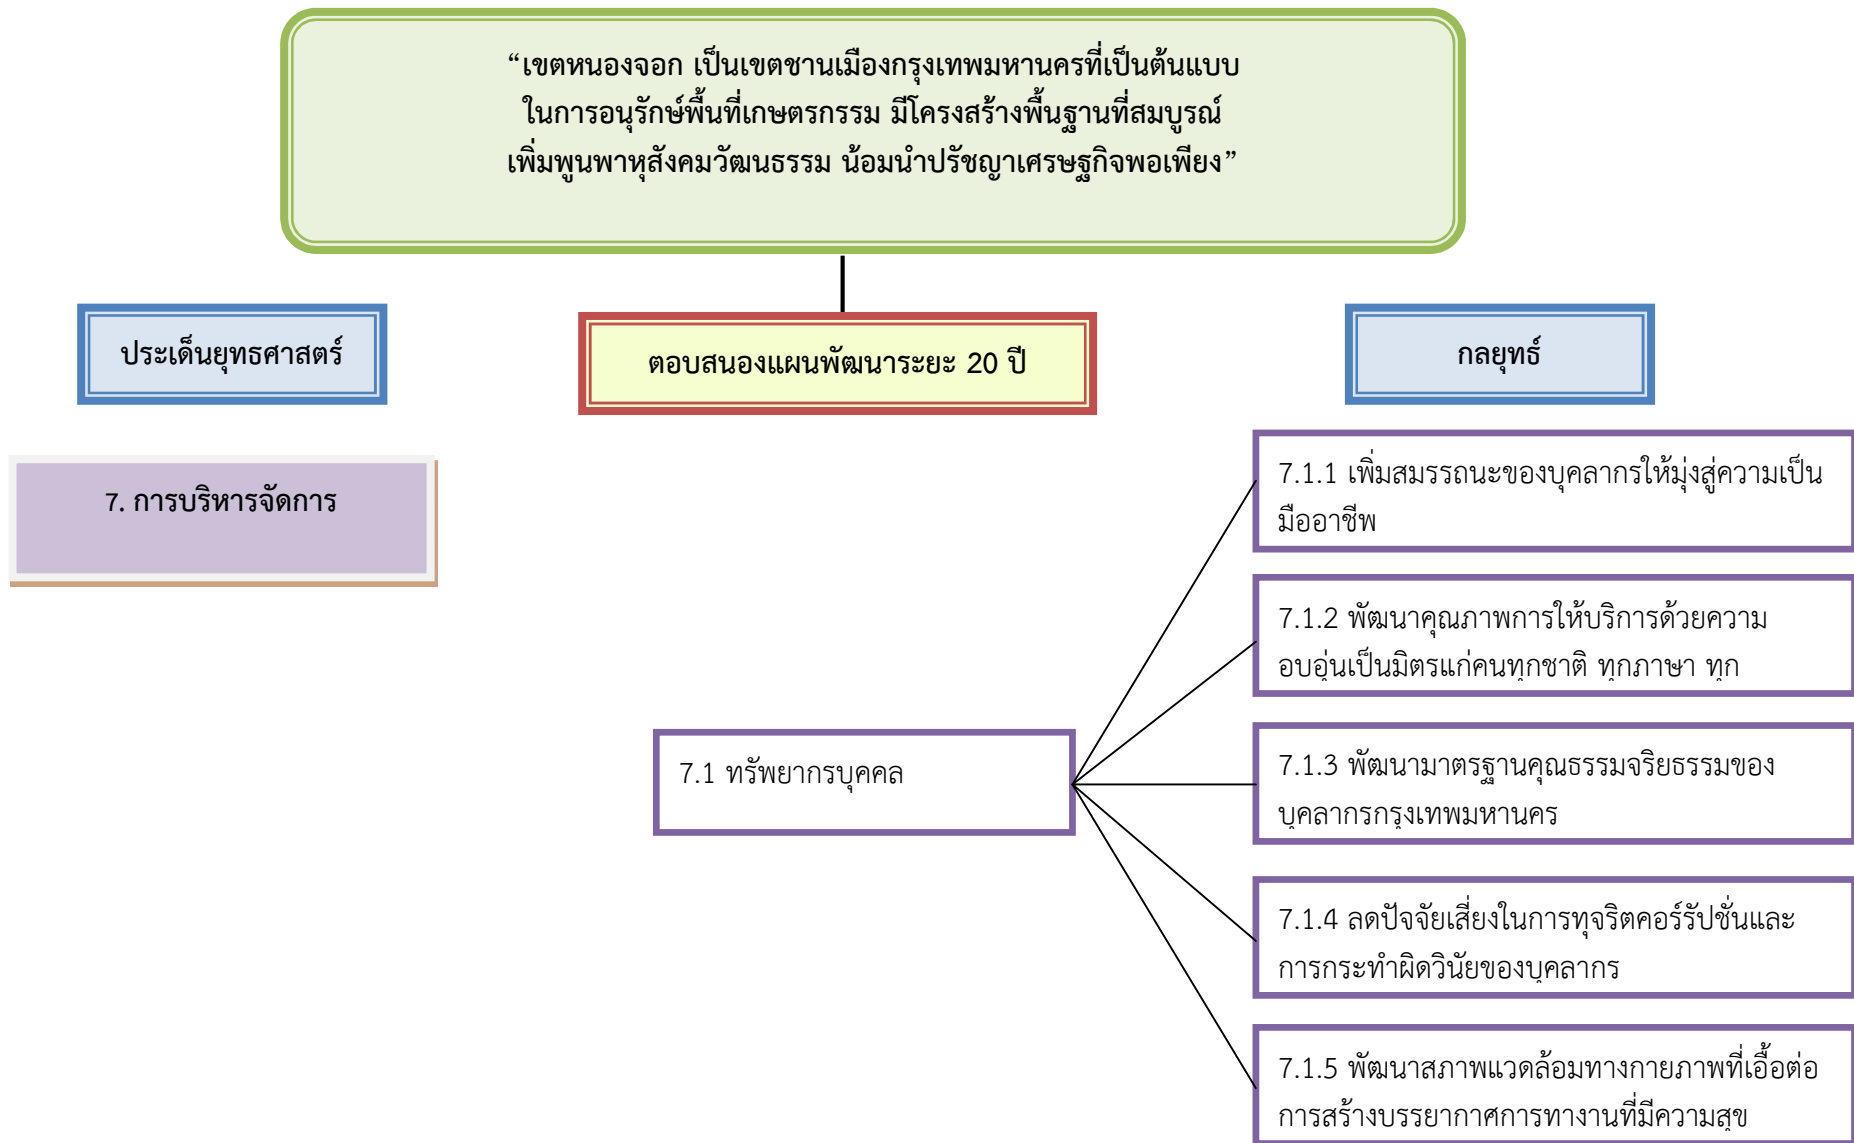 “เขตหนองจอก เป็นเขตชานเมืองกรุงเทพมหานครที่เป็นต้นแบบ
ในการอนุรักษ์พื้นที่เกษตรกรรม มีโครงสร้างพื้นฐานที่สมบูรณ์
เพิ่มพูนพาหุสังคมวัฒนธรรม น้อมนำปรัชญาเศรษฐกิจพอเพียง”
ประเด็นยุทธศาสตร์
ตอบสนองแผนพัฒนาระยะ 20 ปี
กลยุทธ์
7. การบริหารจัดการ
7.1 ทรัพยากรบุคคล
7.1.1 เพิ่มสมรรถนะของบุคลากรให้มุ่งสู่ความเป็น
มืออาชีพ
7.1.2 พัฒนาคุณภาพการให้บริการด้วยความ
อบอุ่นเป็นมิตรแก่คนทุกชาติ ทุกภาษา ทุก
7.1.3 พัฒนามาตรฐานคุณธรรมจริยธรรมของ
บุคลากรกรุงเทพมหานคร
7.1.4 ลดปัจจัยเสี่ยงในการทุจริตคอร์รัปชั่นและ
การกระทำผิดวินัยของบุคลากร
7.1.5 พัฒนาสภาพแวดล้อมทางกายภาพที่เอื้อต่อ
การสร้างบรรยากาศการทางานที่มีความสุข